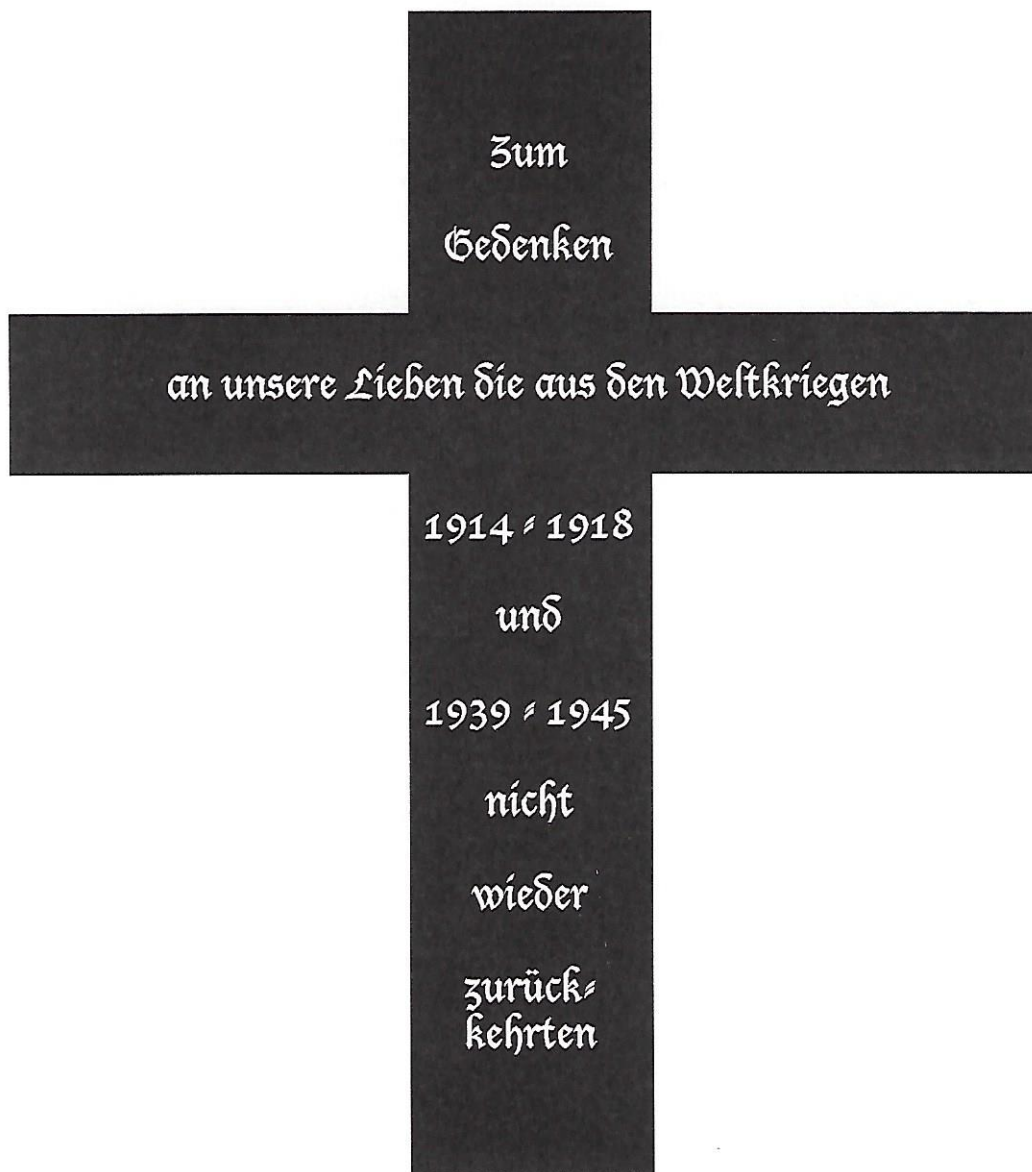 Zum
Gedenken
an unsere Lieben die aus den Weltkriegen
1914 - 1918
und
1939 - 1945
nicht
wieder
zurück-
kehrten